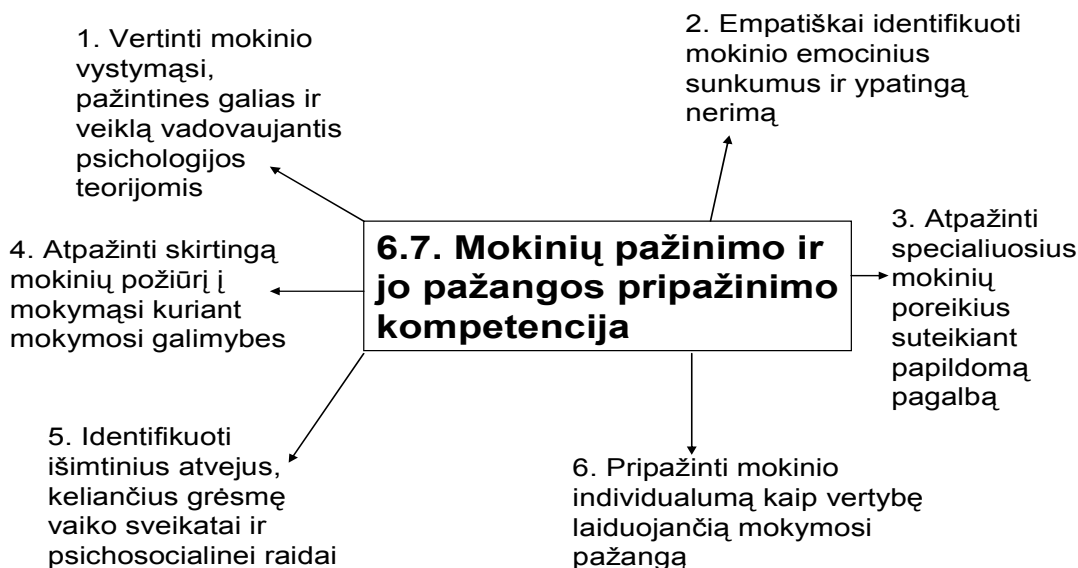 1. Vertinti mokinio
vystymąsi,
pažintines galias ir
veiklą vadovaujantis
psichologijos
teorijomis
2. Empatiškai identifikuoti
mokinio emocinius
sunkumus ir ypatingą
nerimą
6.7. Mokinių pažinimo ir
jo pažangos pripažinimo
kompetencija
3. Atpažinti
specialiuosius
mokinių
poreikius
suteikiant
papildomą
pagalbą
4. Atpažinti skirtingą
mokinių požiūrį į
mokymąsi kuriant
mokymosi galimybes
5. Identifikuoti
išimtinius atvejus,
keliančius grėsmę
vaiko sveikatai ir
psichosocialinei raidai
6. Pripažinti mokinio
individualumą kaip vertybę
laiduojančią mokymosi
pažangą